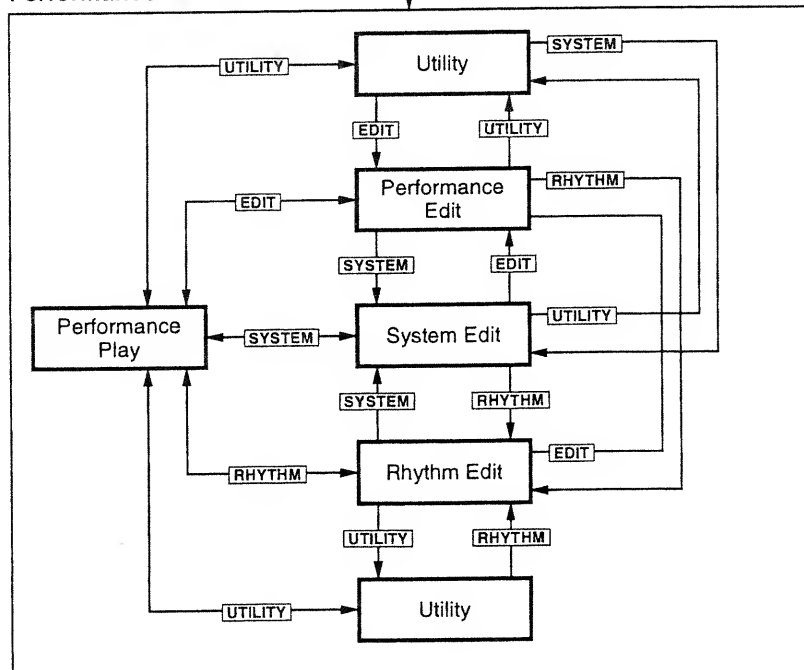 UTILITY
Utility
SYSTEM
EDIT
UTILITY
EDIT
Performance
Edit
RHYTHM
SYSTEM
EDIT
Performance
Play
SYSTEM
System Edit
UTILITY
SYSTEM
RHYTHM
RHYTHM
Rhythm Edit
EDIT
UTILITY
RHYTHM
UTILITY
Utility